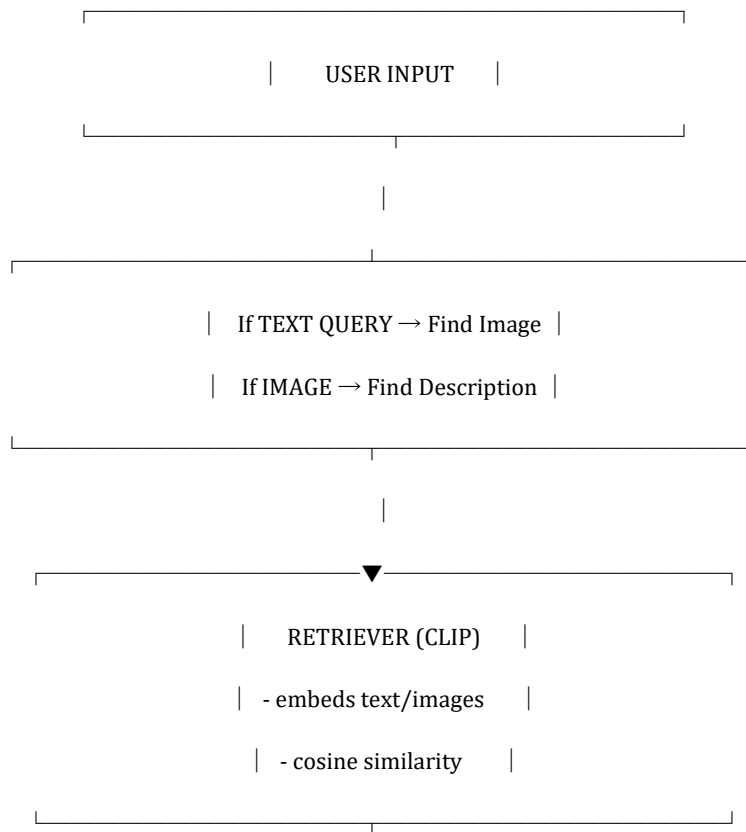 USER INPUT
If TEXT QUERY → Find Image
If IMAGE → Find Description
RETRIEVER (CLIP)
- embeds text/images
- cosine similarity